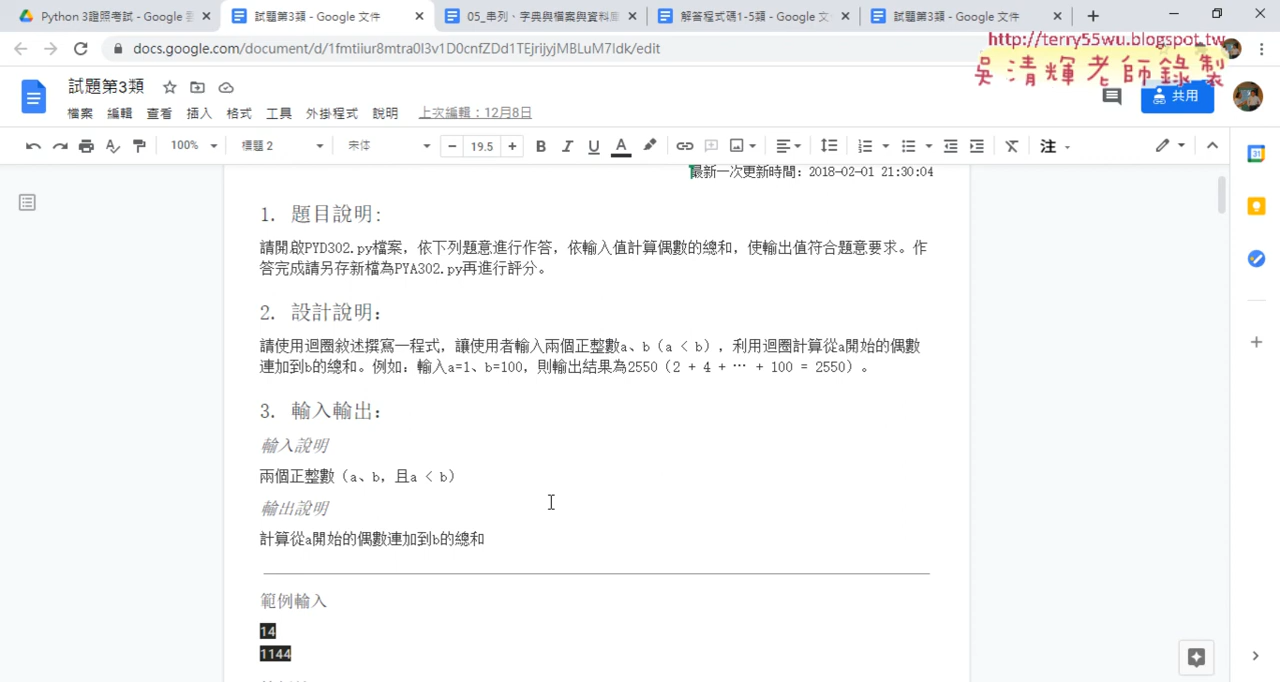 Python 3證照考試 - Google 雲
試題第3類 - Google 文件
05_串列、字典與檔案與資料庫
解答程式碼1-5類 - Google 文
試題第3類 - Google 文件
docs.google.com/document/d/1fmtiiur8mtra0l3v1D0cnfZDd1TEjrijyjMBLuM7Idk/edit
http://terry55wu.blogspot.tw
吳清輝老師錄製
試題第3類
檔案 編輯 查看 插入 格式 工具 外掛程式 說明 上次編輯:12月8日
共用
100% 標題 2 宋体 19.5 B I U A 注
最新一次更新時間:2018-02-01 21:30:04
1. 題目說明:
請開啟PYD302.py檔案,依下列題意進行作答,依輸入值計算偶數的總和,使輸出值符合題意要求。作
答完成請另存新檔為PYA302.py再進行評分。
2. 設計說明:
請使用迴圈敘述撰寫一程式,讓使用者輸入兩個正整數a、b(a < b),利用迴圈計算從a開始的偶數
連加到b的總和。例如:輸入a=1、b=100,則輸出結果為2550(2 + 4 + … + 100 = 2550)。
3. 輸入輸出:
輸入說明
兩個正整數(a、b,且a < b)
輸出說明
計算從a開始的偶數連加到b的總和
範例輸入
14
1144